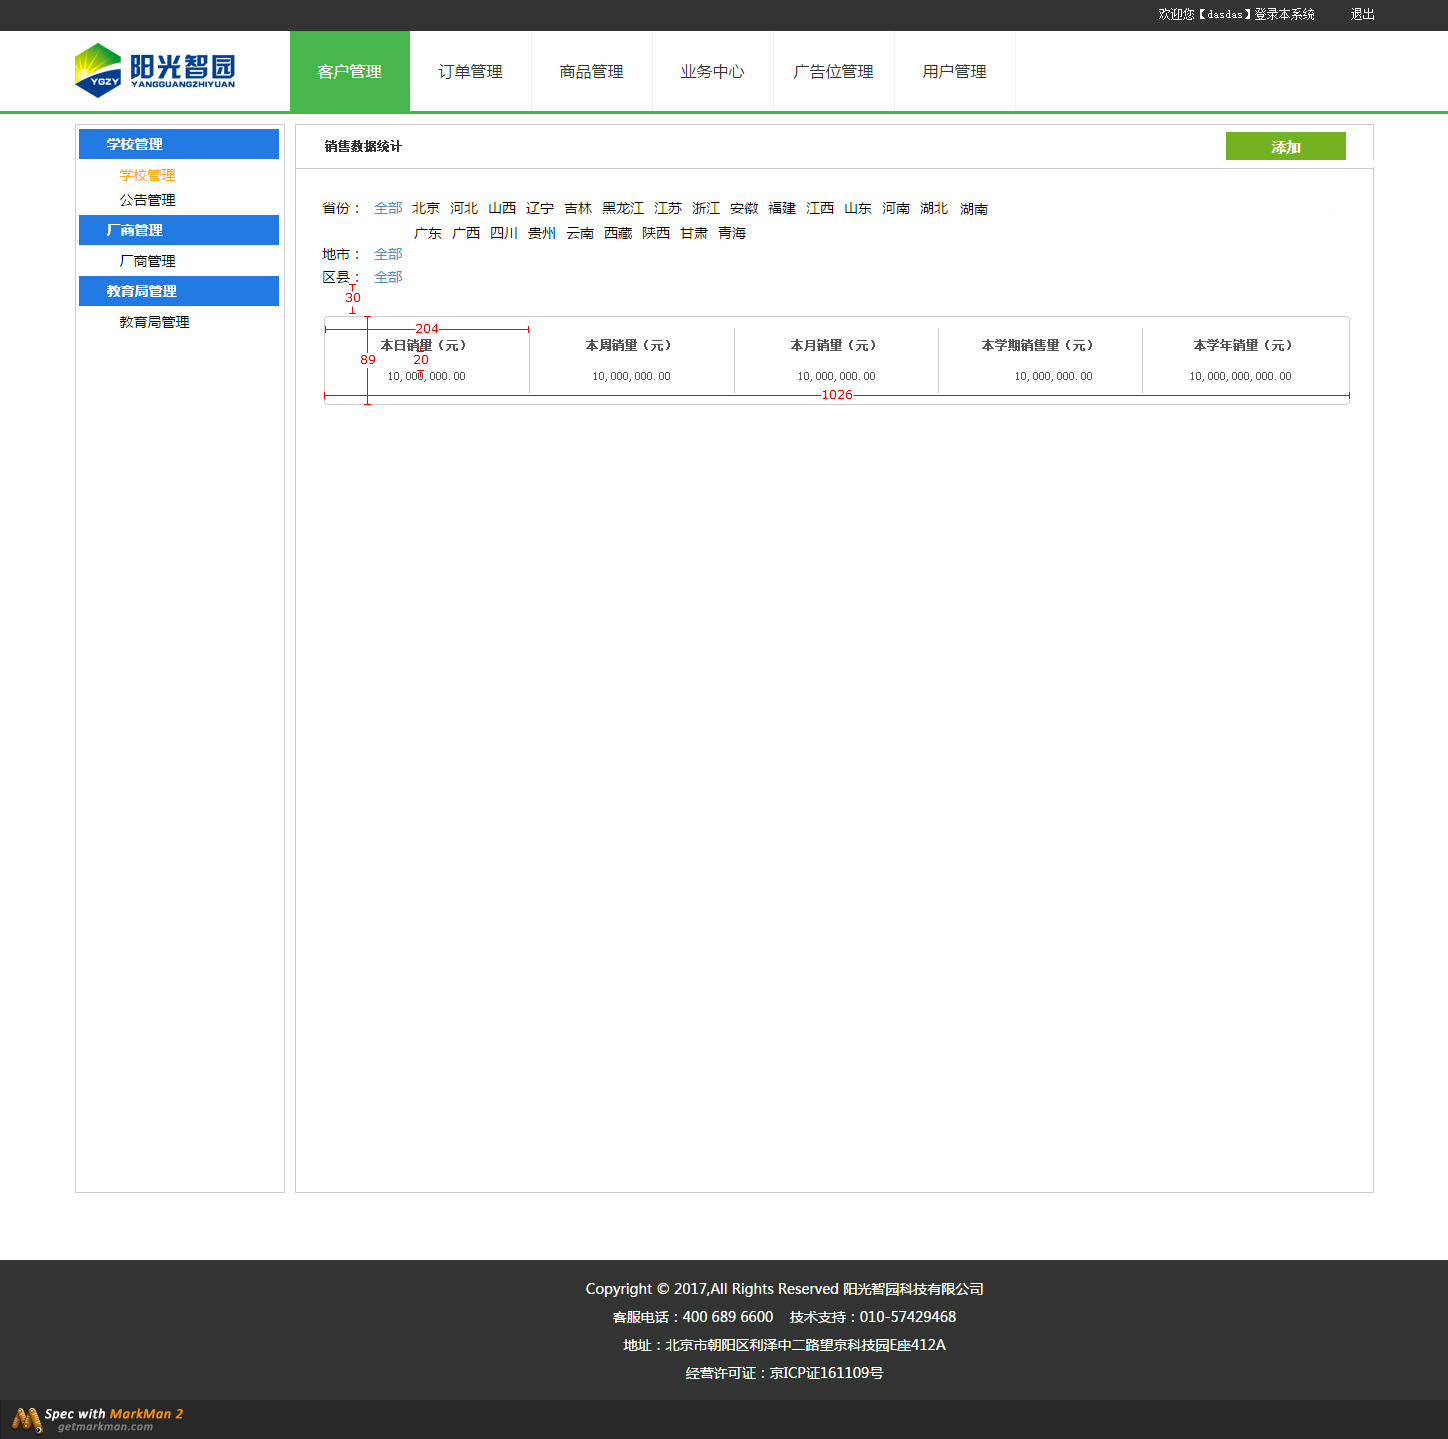 欢迎您【dasdas】登录本系统 退出
YGZY 阳光智园
YANGGUANGZHIYUAN
客户管理 订单管理 商品管理 业务中心 广告位管理 用户管理
学校管理
学校管理
公告管理
厂商管理
厂商管理
教育局管理
教育局管理
销售数据统计 添加
省份： 全部 北京 河北 山西 辽宁 吉林 黑龙江 江苏 浙江 安徽 福建 江西 山东 河南 湖北 湖南
广东 广西 四川 贵州 云南 西藏 陕西 甘肃 青海
地市： 全部
区县： 全部
30
204
本日销量（元） 本周销量（元） 本月销量（元） 本学期销售量（元） 本学年销量（元）
89 20
10,000,000.00 10,000,000.00 10,000,000.00 10,000,000.00 10,000,000,000.00
1026
Copyright © 2017,All Rights Reserved 阳光智园科技有限公司
客服电话：400 689 6600 技术支持：010-57429468
地址：北京市朝阳区利泽中二路望京科技园E座412A
经营许可证：京ICP证161109号
Spec with MarkMan 2
getmarkman.com